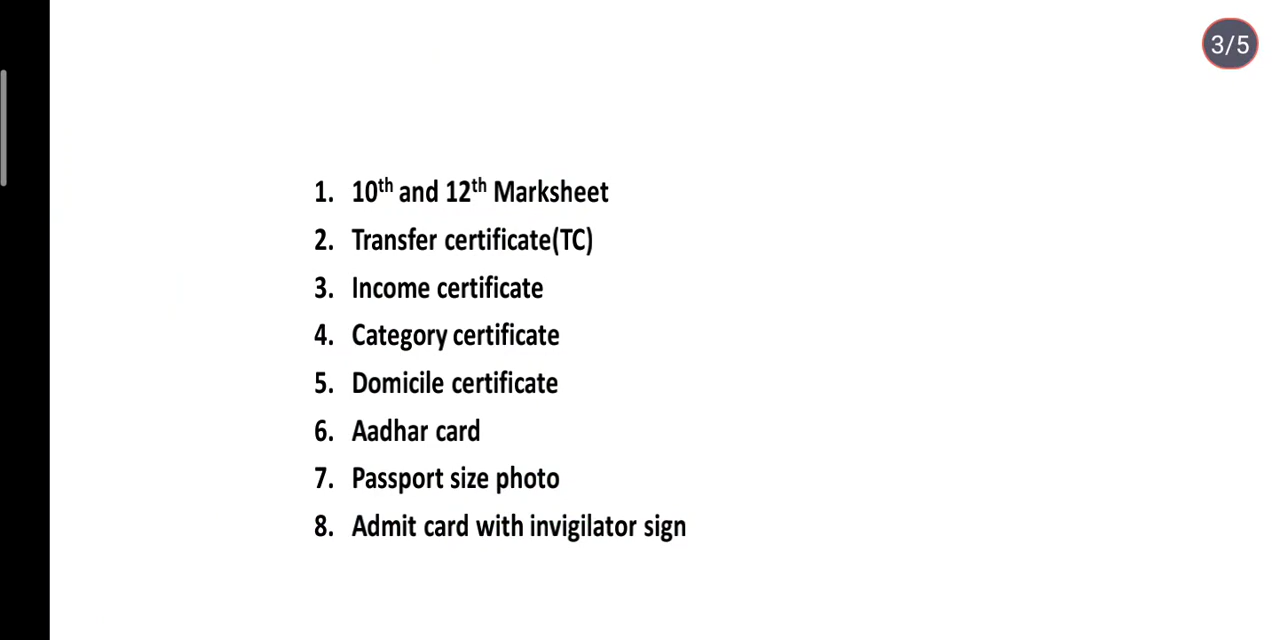 3/5
1. 10th and 12th Marksheet
2. Transfer certificate(TC)
3. Income certificate
4. Category certificate
5. Domicile certificate
6. Aadhar card
7. Passport size photo
8. Admit card with invigilator sign